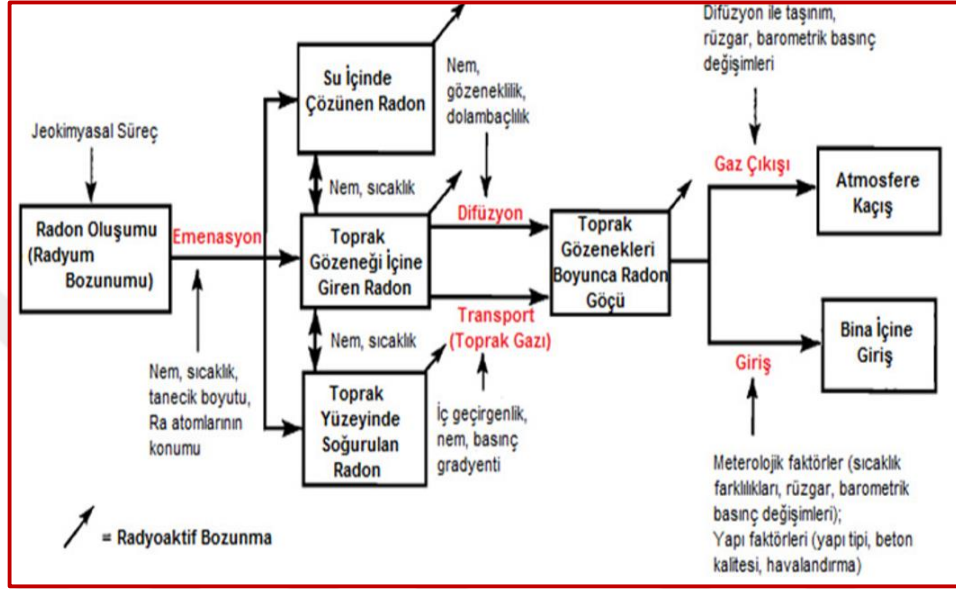 Jeokimyasal Süreç
Radon Oluşumu
(Radyum
Bozunumu)
Emenasyon
Nem, sıcaklık,
tanecik boyutu,
Ra atomlarının
konumu
Su İçinde
Çözünen Radon
Nem, sıcaklık
Toprak
Gözeneği İçine
Giren Radon
Nem, sıcaklık
Toprak
Yüzeyinde
Soğurulan
Radon
Nem,
gözeneklilik,
dolambaçlılık
Difüzyon
Transport
(Toprak Gazı)
İç geçirgenlik,
nem, basınç
gradyenti
Toprak
Gözenekleri
Boyunca Radon
Göçü
Difüzyon ile taşınım,
rüzgar, barometrik basınç
değişimleri
Gaz Çıkışı
Atmosfere
Kaçış
Bina İçine
Giriş
Giriş
Meterolojik faktörler (sıcaklık
farklılıkları, rüzgar, barometrik
basınç değişimleri);
Yapı faktörleri (yapı tipi, beton
kalitesi, havalandırma)
= Radyoaktif Bozunma